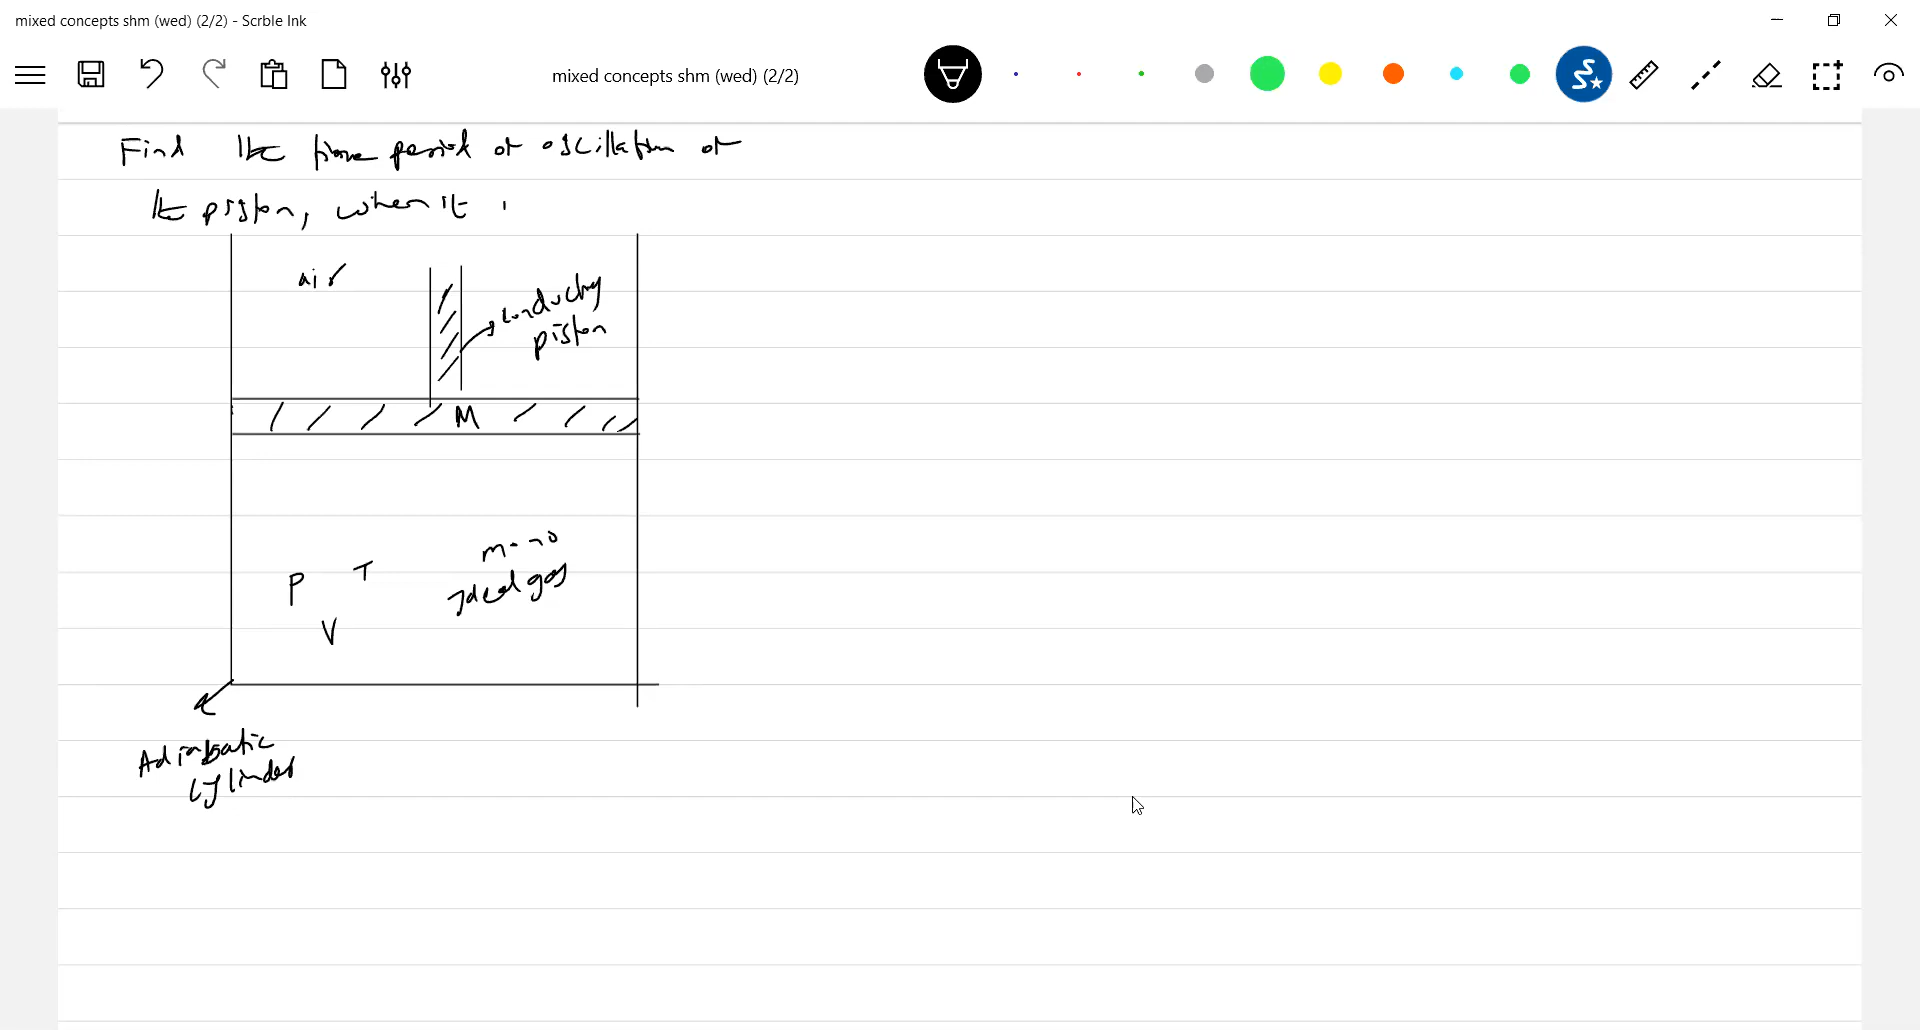 mixed concepts shm (wed) (2/2) - Scrble Ink
mixed concepts shm (wed) (2/2)
Find the time period of oscillation of
the piston, when it
air
conducting
piston
M
mono
P T
Ideal gas
V
Adiabatic
cylinder